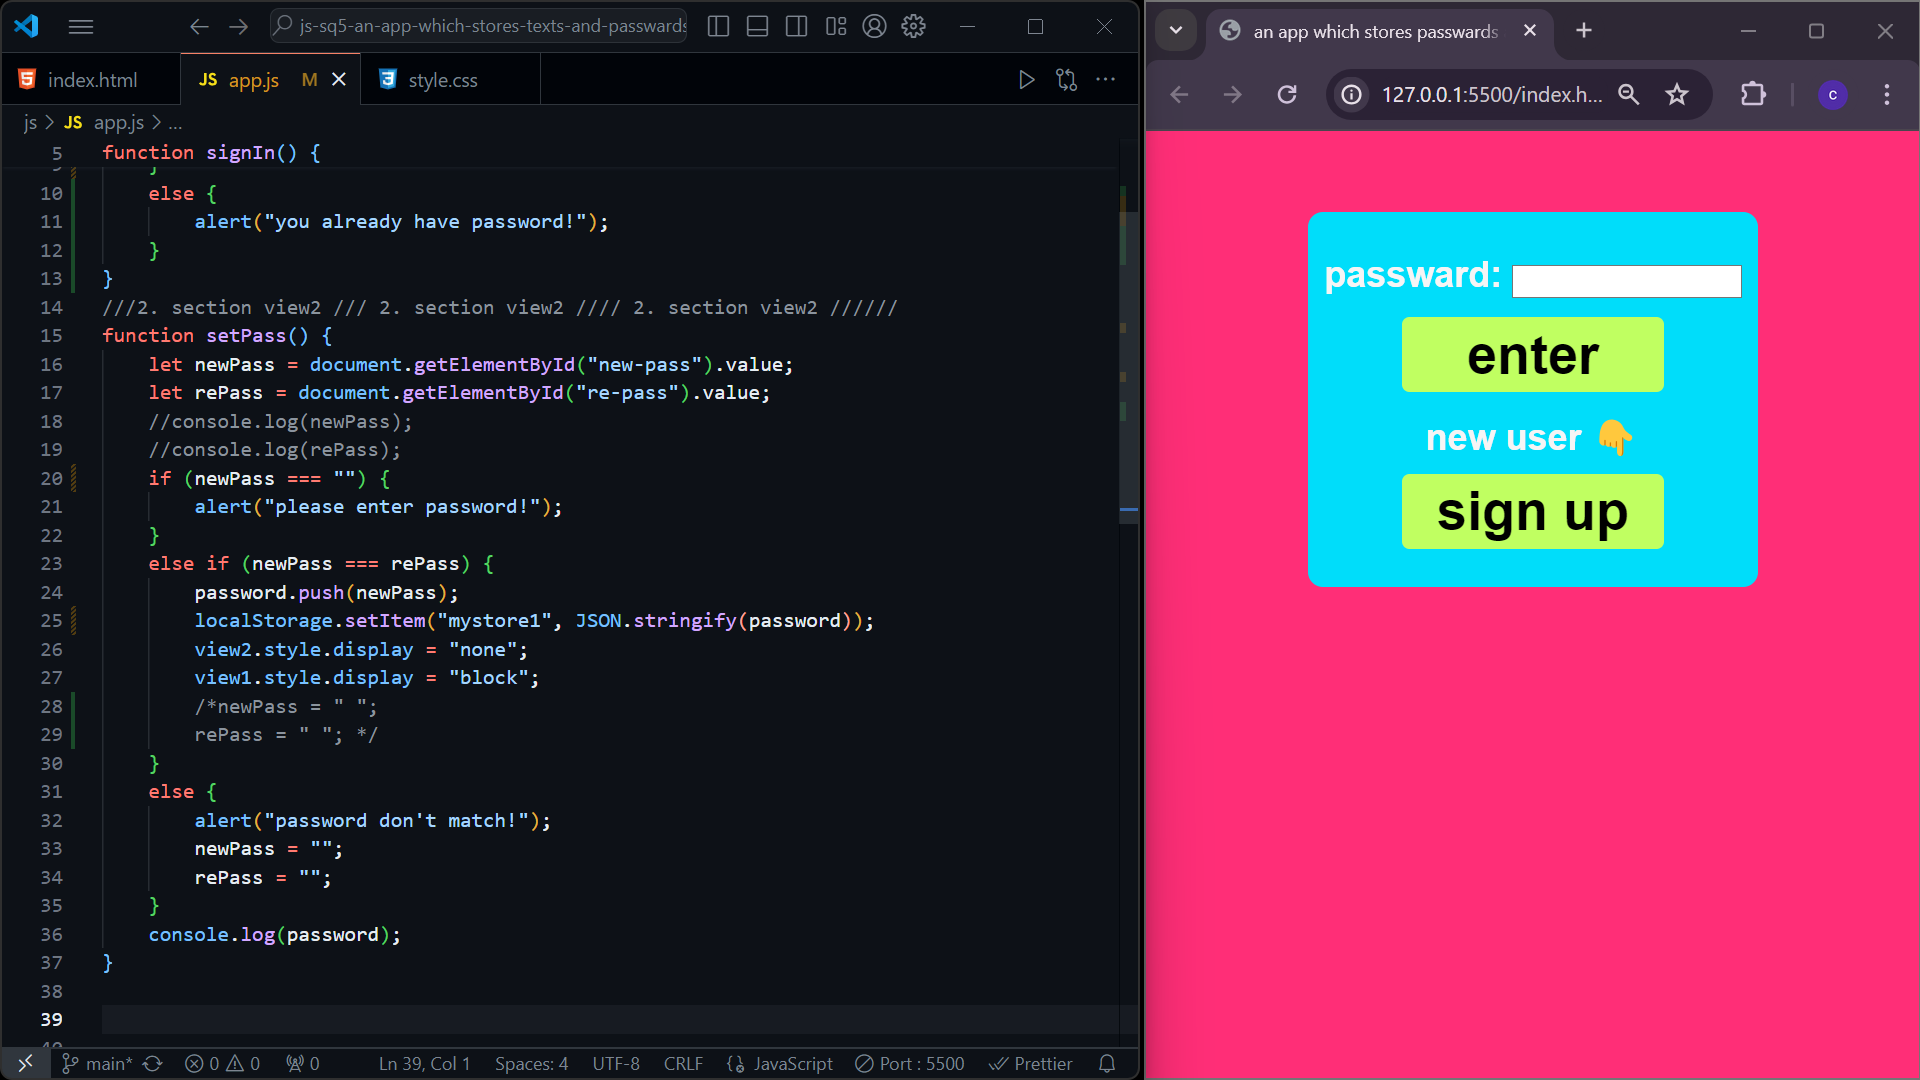 js-sq5-an-app-which-stores-texts-and-passwards
index.html
JS app.js M
style.css
js > JS app.js > ...
5 function signIn() {
9 }
10 else {
11 alert("you already have password!");
12 }
13 }
14 ///2. section view2 /// 2. section view2 //// 2. section view2 //////
15 function setPass() {
16 let newPass = document.getElementById("new-pass").value;
17 let rePass = document.getElementById("re-pass").value;
18 //console.log(newPass);
19 //console.log(rePass);
20 if (newPass === "") {
21 alert("please enter password!");
22 }
23 else if (newPass === rePass) {
24 password.push(newPass);
25 localStorage.setItem("mystore1", JSON.stringify(password));
26 view2.style.display = "none";
27 view1.style.display = "block";
28 /*newPass = " ";
29 rePass = " "; */
30 }
31 else {
32 alert("password don't match!");
33 newPass = "";
34 rePass = "";
35 }
36 console.log(password);
37 }
38
39
main* 0 0 0 Ln 39, Col 1 Spaces: 4 UTF-8 CRLF JavaScript Port : 5500 Prettier
an app which stores passwards
127.0.0.1:5500/index.h...
c
passward:
enter
new user 👇
sign up